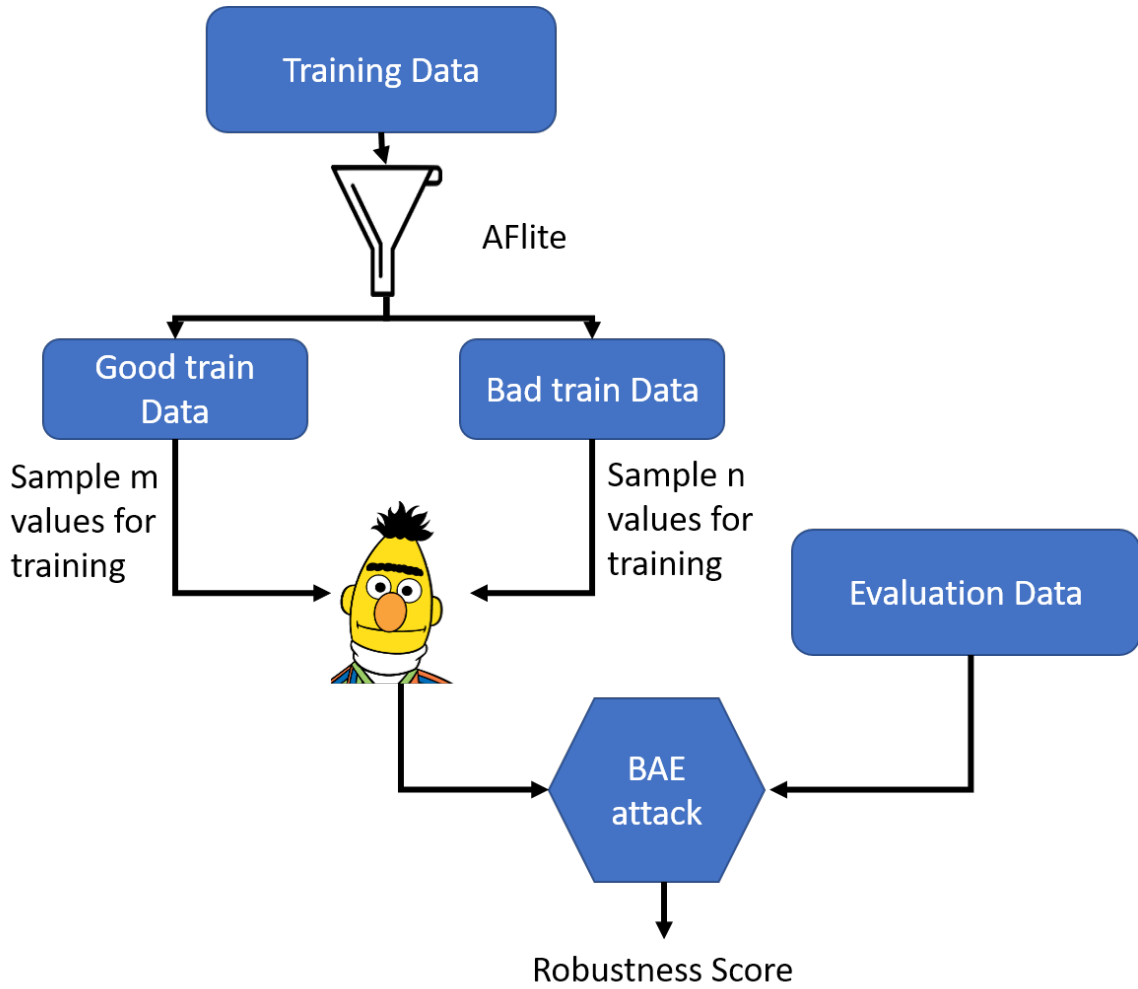 Training Data
AFlite
Good train
Data
Bad train Data
Sample m
values for
training
Sample n
values for
training
Evaluation Data
BAE
attack
Robustness Score